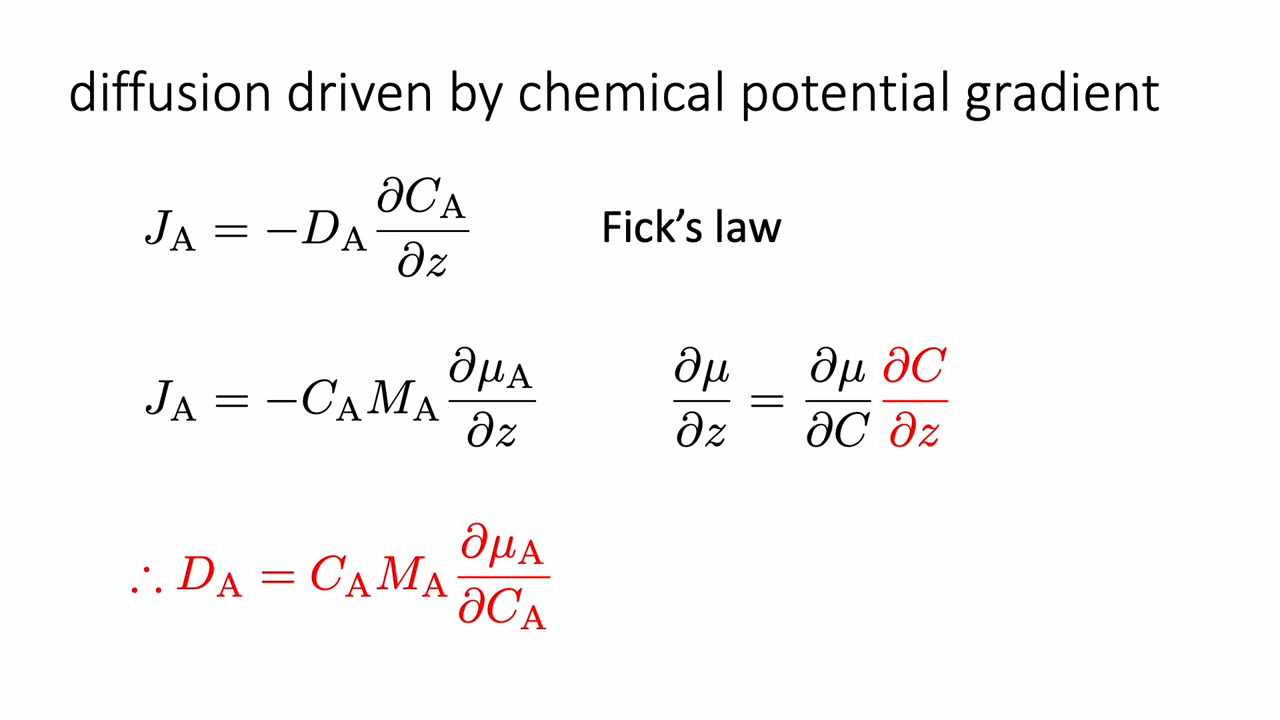 diffusion driven by chemical potential gradient
J_A = −D_A ∂C_A/∂z Fick’s law
J_A = −C_A M_A ∂μ_A/∂z ∂μ/∂z = ∂μ/∂C ∂C/∂z
∴ D_A = C_A M_A ∂μ_A/∂C_A